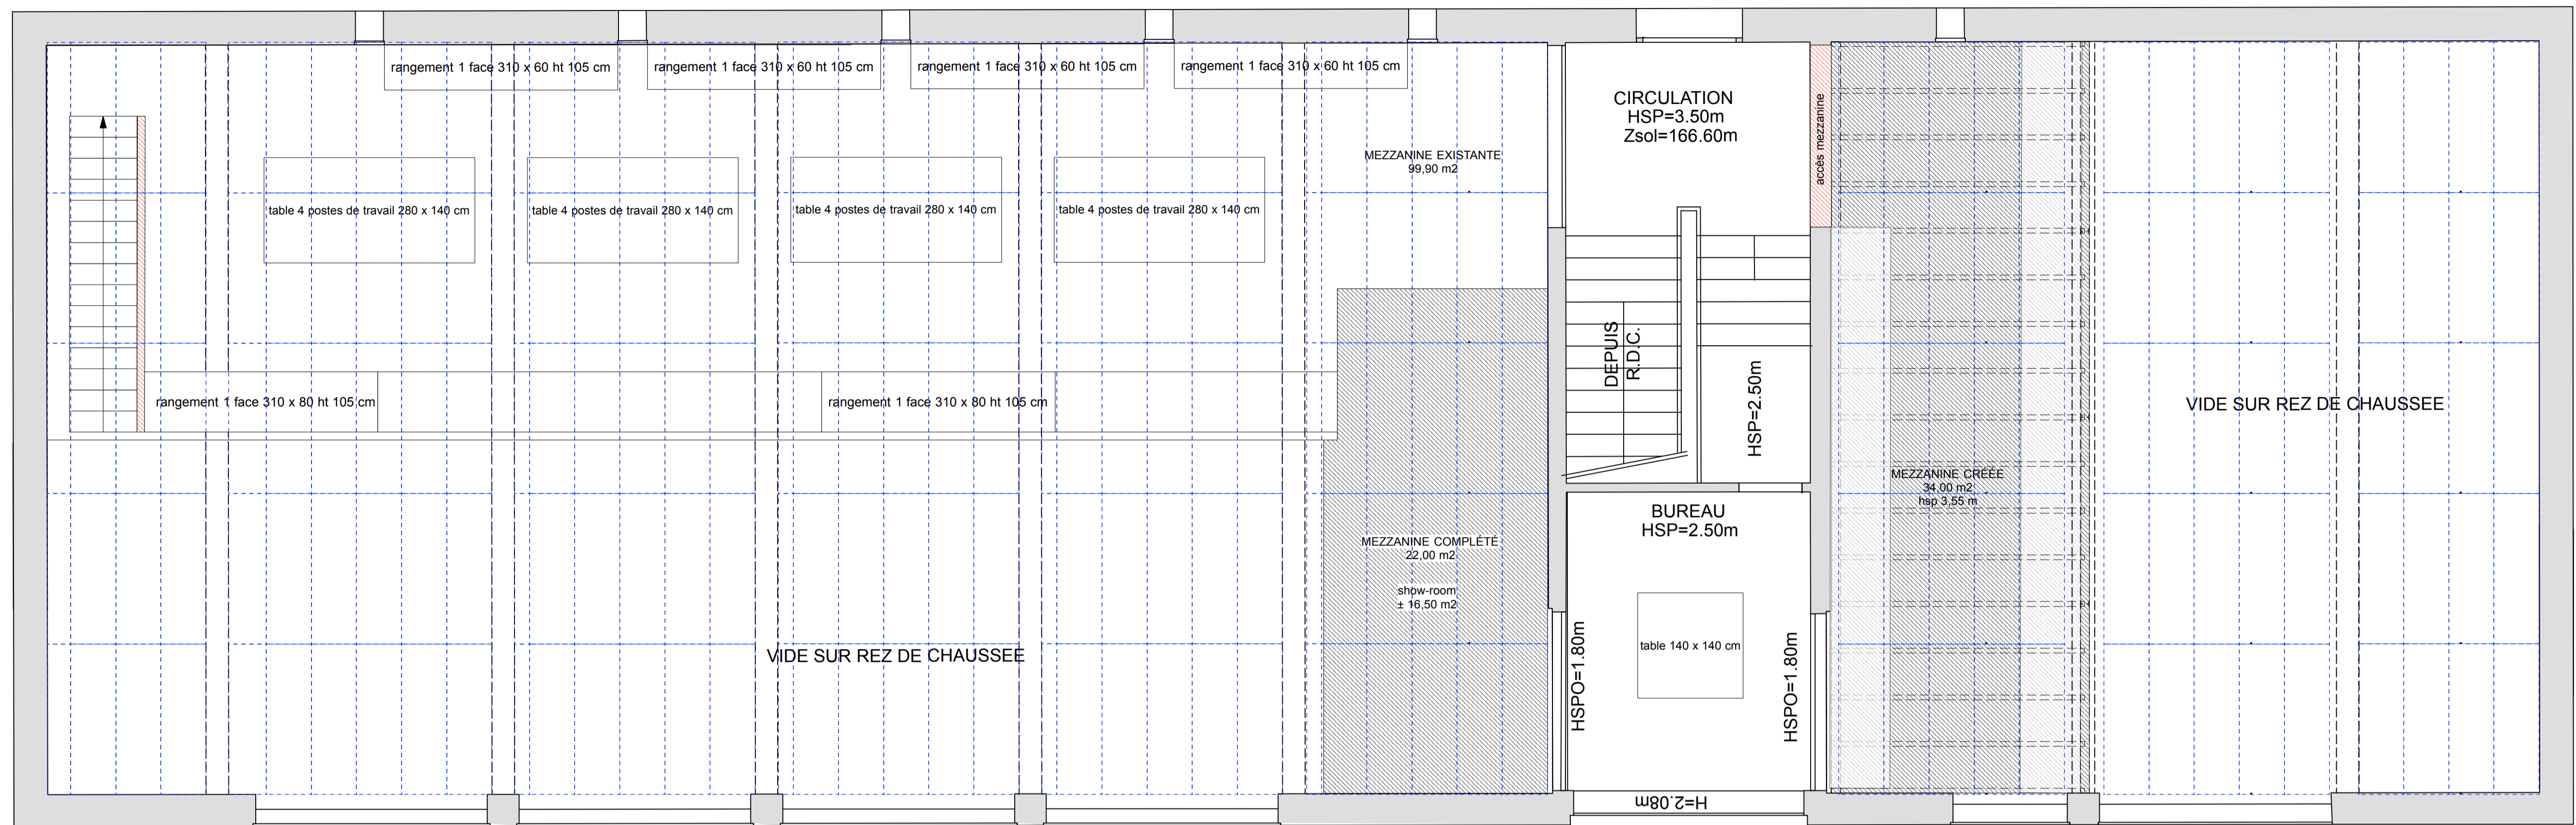 rangement 1 face 310 x 60 ht 105 cm
rangement 1 face 310 x 60 ht 105 cm
rangement 1 face 310 x 60 ht 105 cm
rangement 1 face 310 x 60 ht 105 cm
CIRCULATION
HSP=3.50m
Zsol=166.60m
accès mezzanine
MEZZANINE EXISTANTE
99,90 m2
table 4 postes de travail 280 x 140 cm
table 4 postes de travail 280 x 140 cm
table 4 postes de travail 280 x 140 cm
table 4 postes de travail 280 x 140 cm
DEPUIS
R.D.C.
HSP=2.50m
rangement 1 face 310 x 80 ht 105 cm
rangement 1 face 310 x 80 ht 105 cm
VIDE SUR REZ DE CHAUSSEE
MEZZANINE CRÉÉE
34,00 m2
hsp 3,55 m
BUREAU
HSP=2.50m
MEZZANINE COMPLÉTÉ
22,00 m2
show-room
± 16,50 m2
VIDE SUR REZ DE CHAUSSEE
HSPO=1.80m
table 140 x 140 cm
HSPO=1.80m
H=2.08m